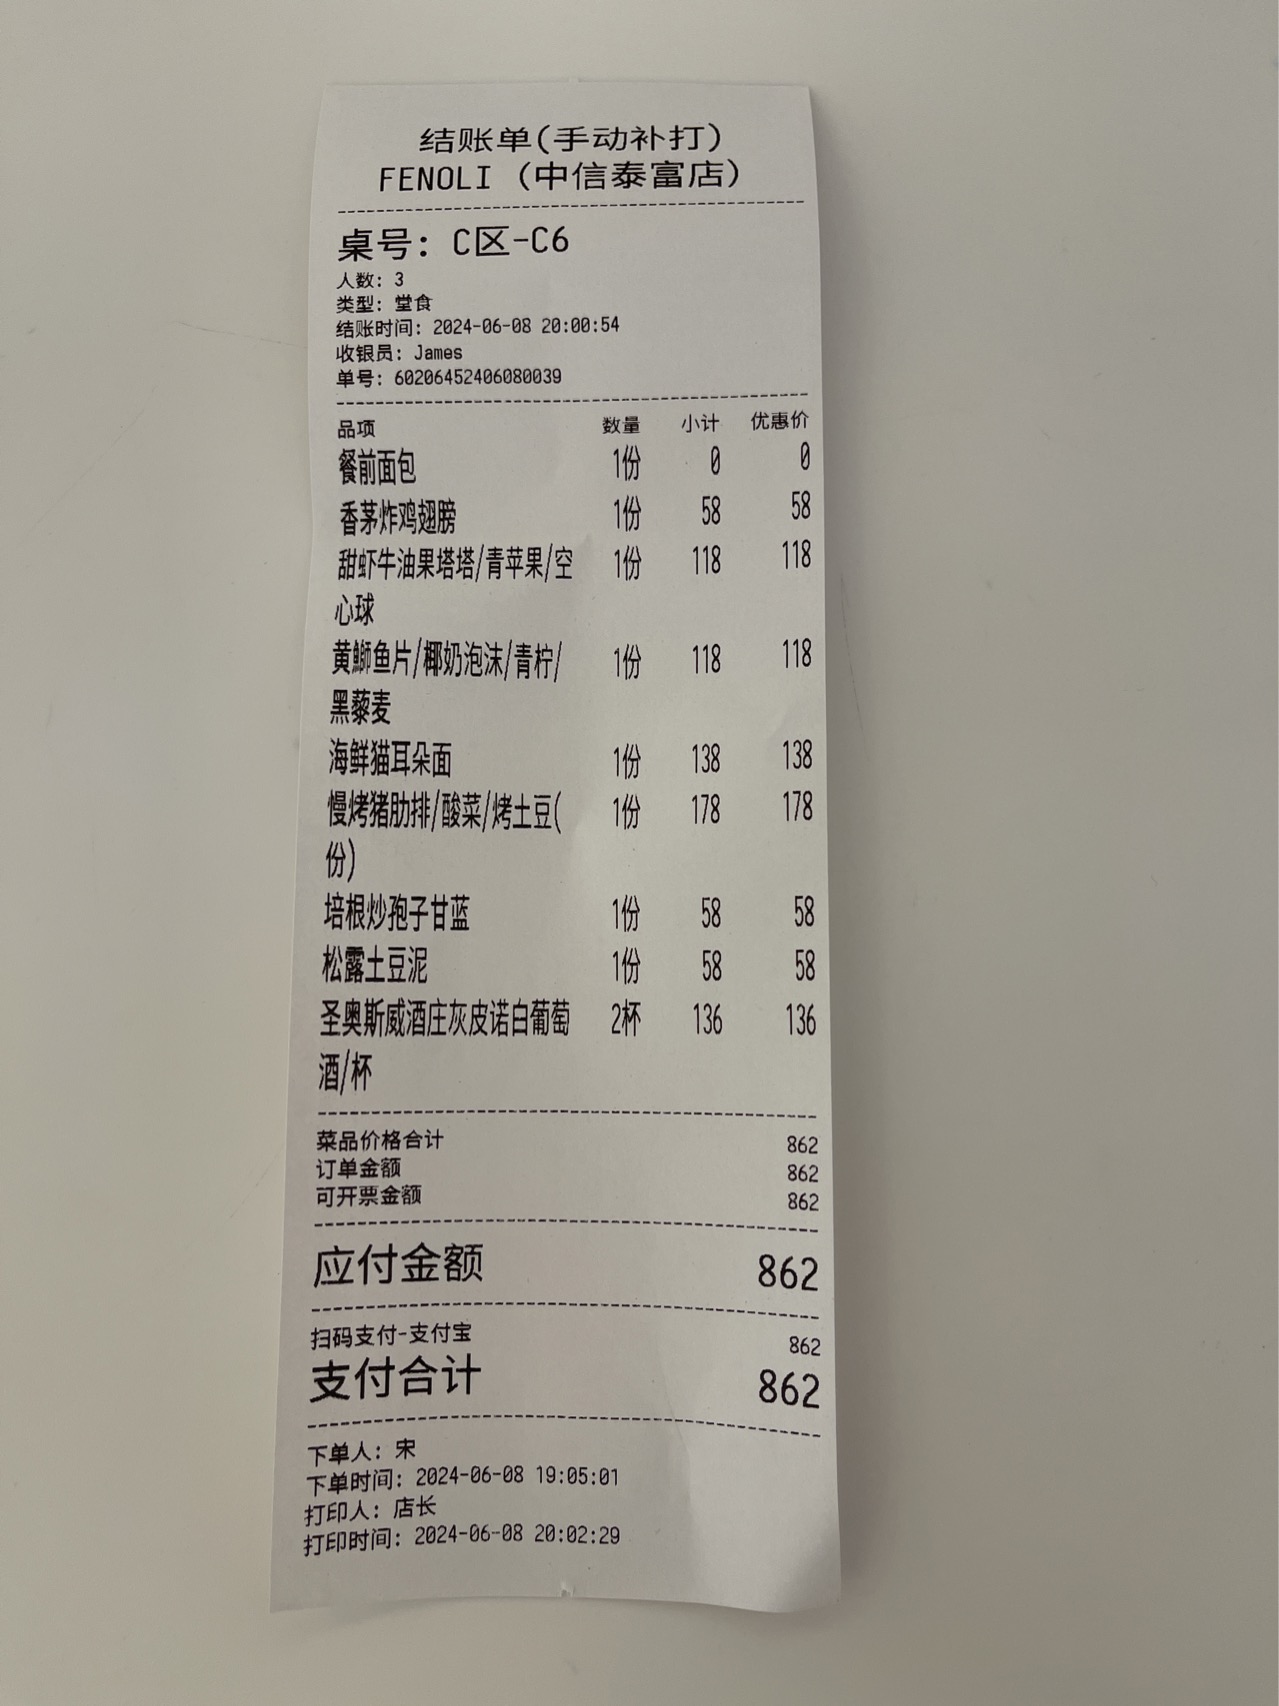 结账单(手动补打)
FENOLI (中信泰富店)
桌号: C区-C6
人数: 3
类型: 堂食
结账时间: 2024-06-08 20:00:54
收银员: James
单号: 60206452406080039
品项 数量 小计 优惠价
餐前面包 1份 0 0
香茅炸鸡翅膀 1份 58 58
甜虾牛油果塔塔/青苹果/空 1份 118 118
心球
黄鰤鱼片/椰奶泡沫/青柠/ 1份 118 118
黑藜麦
海鲜猫耳朵面 1份 138 138
慢烤猪肋排/酸菜/烤土豆( 1份 178 178
份)
培根炒孢子甘蓝 1份 58 58
松露土豆泥 1份 58 58
圣奥斯威酒庄灰皮诺白葡萄 2杯 136 136
酒/杯
菜品价格合计 862
订单金额 862
可开票金额 862
应付金额 862
扫码支付-支付宝 862
支付合计 862
下单人: 宋
下单时间: 2024-06-08 19:05:01
打印人: 店长
打印时间: 2024-06-08 20:02:29